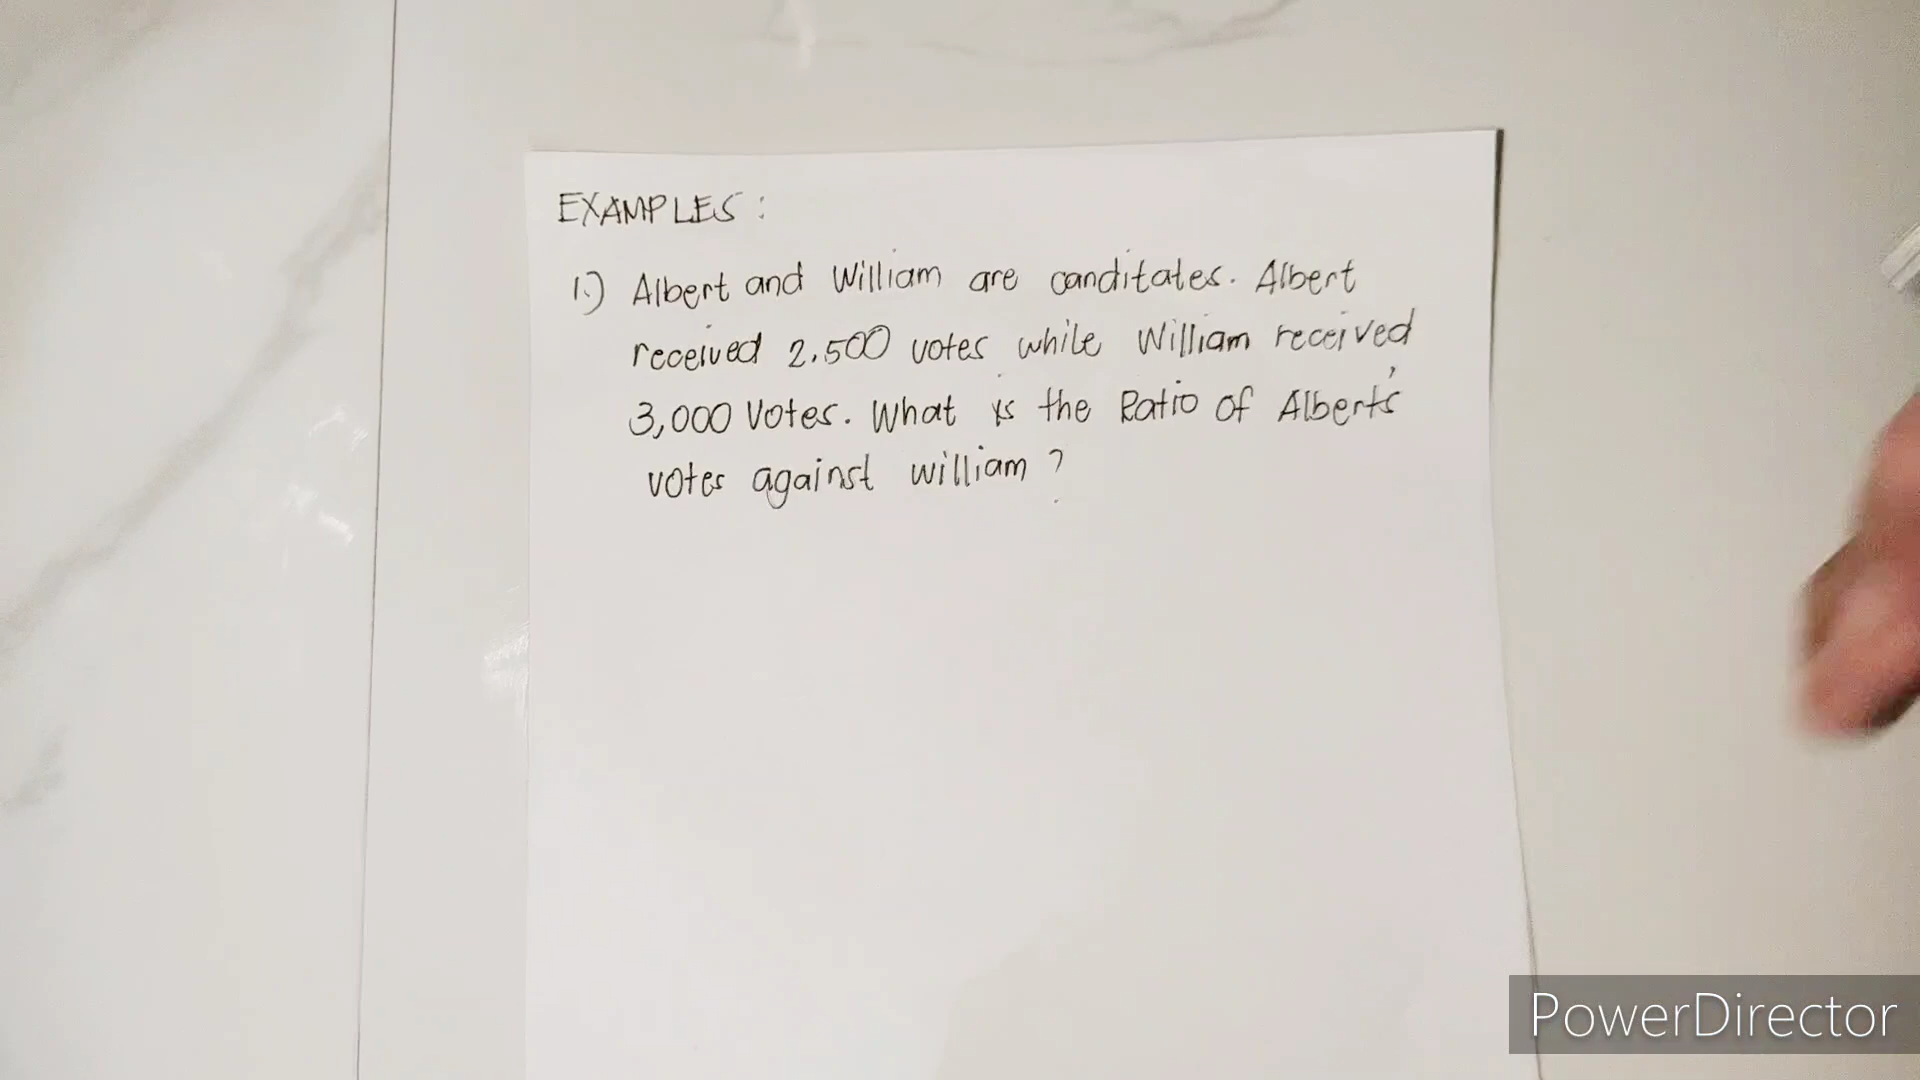 EXAMPLES:
1.) Albert and William are canditates. Albert
received 2,500 votes while William received
3,000 Votes. What is the Ratio of Albert's
votes against william?
PowerDirector